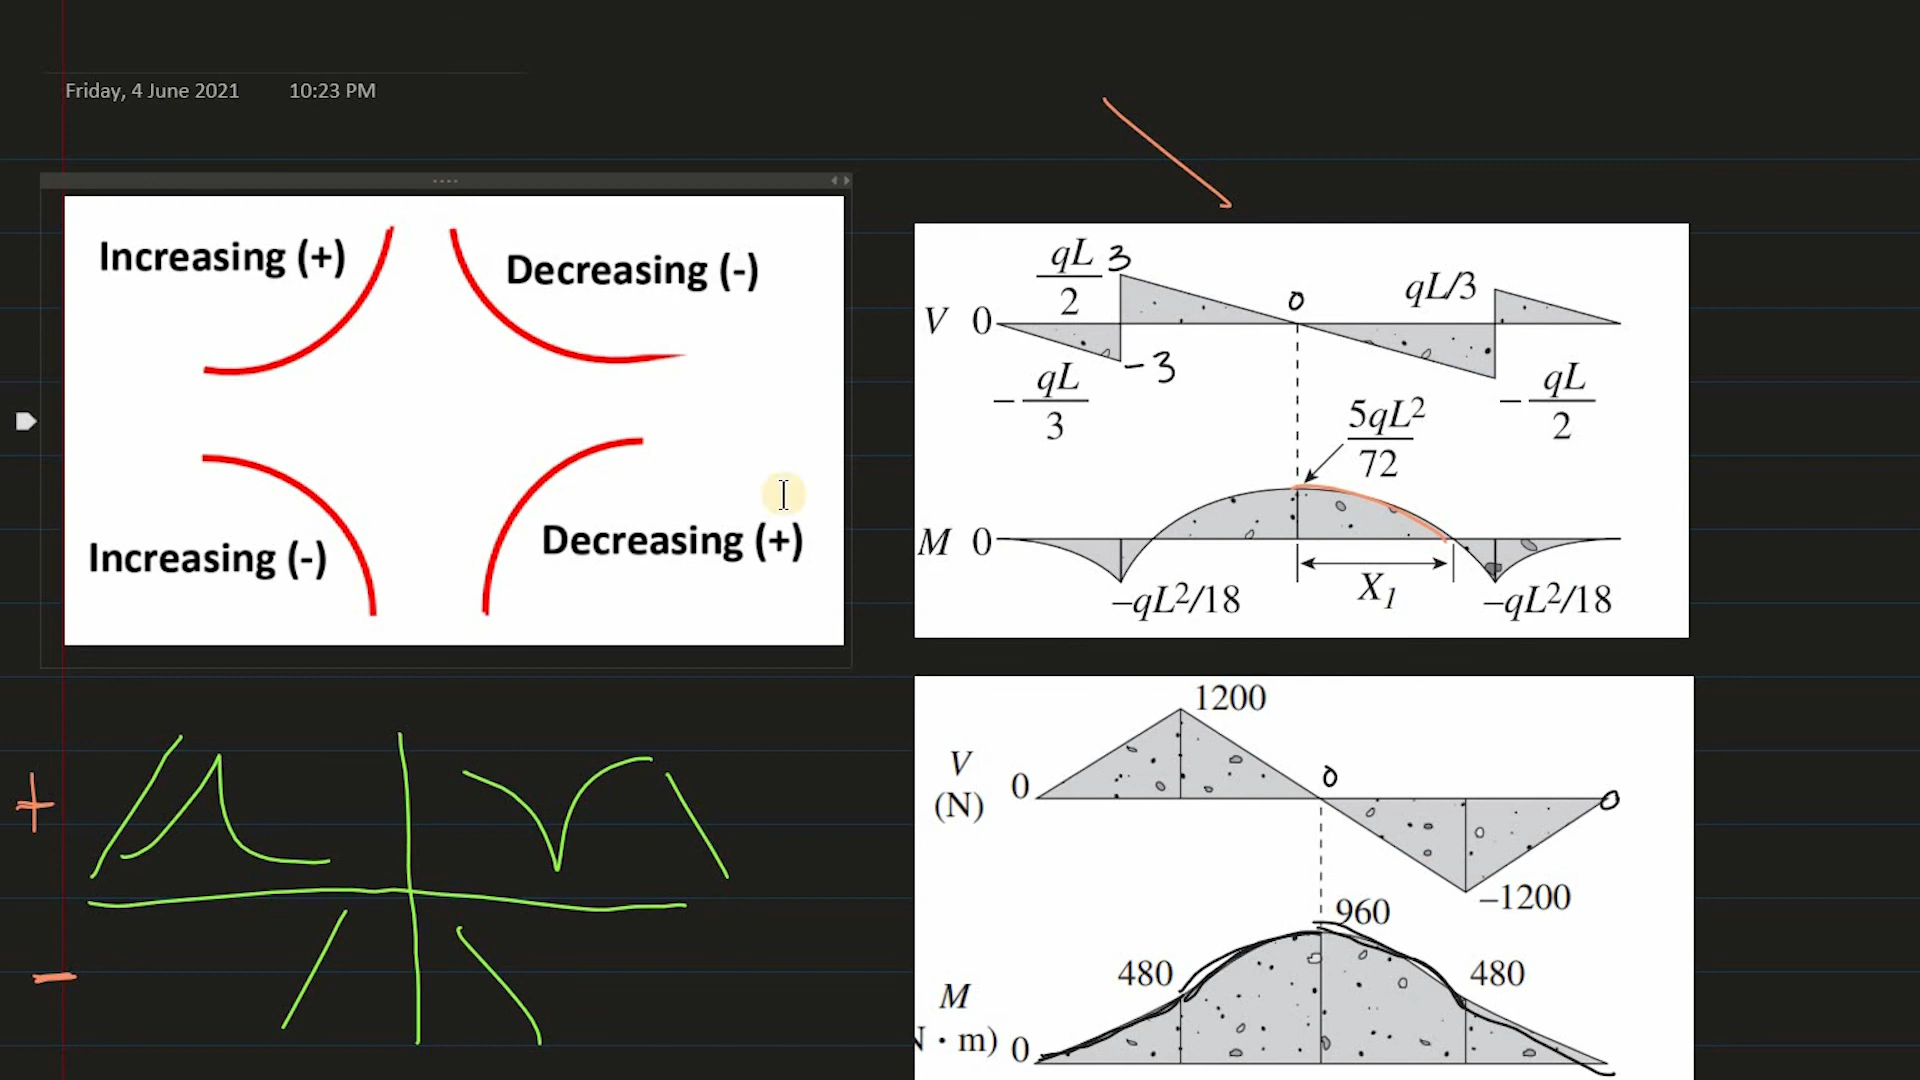 Friday, 4 June 2021 10:23 PM
Increasing (+)
Decreasing (-)
Increasing (-)
Decreasing (+)
+
−
qL/2 3
0
qL/3
V 0
−3
−qL/3
−qL/2
5qL²/72
M 0
X₁
−qL²/18
−qL²/18
1200
V
(N)
0
0
0
−1200
960
480
480
M
N · m) 0